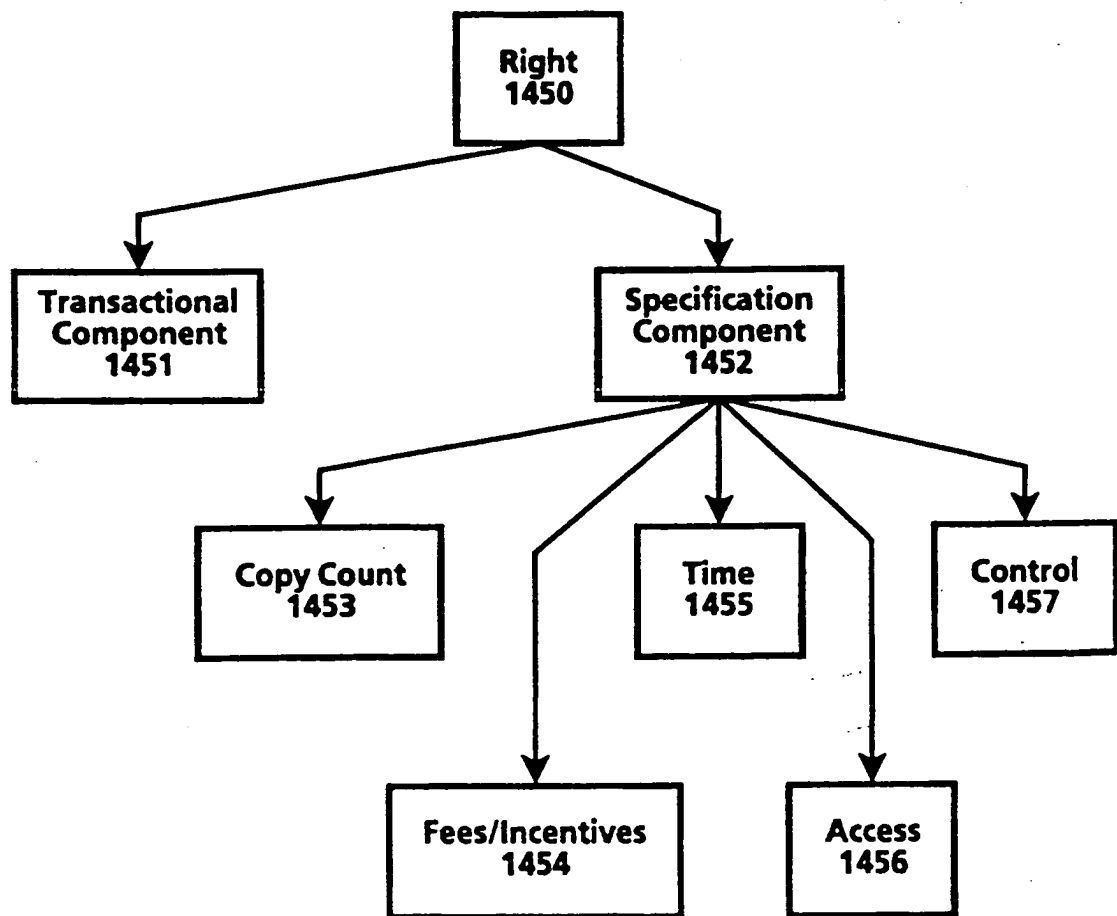 Right
1450
Transactional
Component
1451
Specification
Component
1452
Copy Count
1453
Time
1455
Control
1457
Fees/Incentives
1454
Access
1456